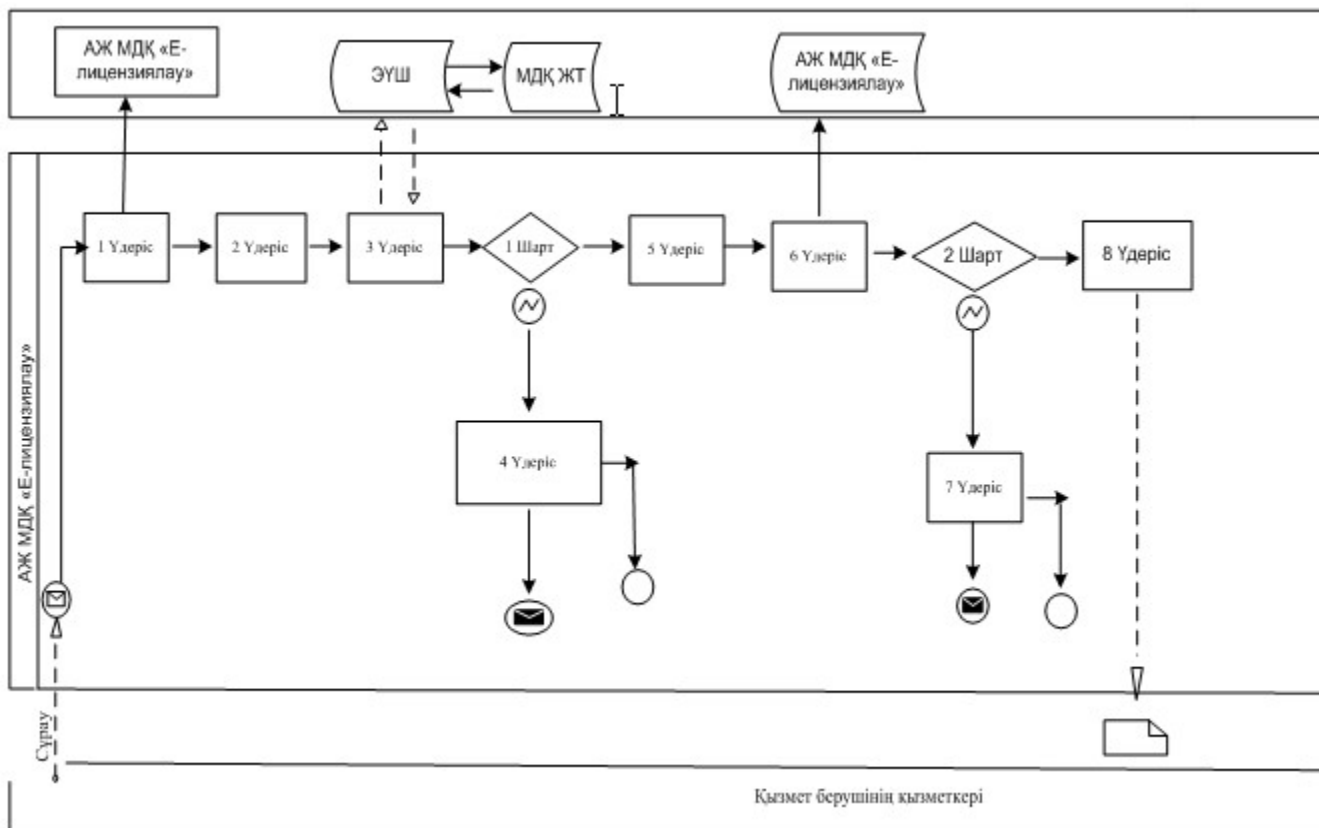 АЖ МДҚ «Е-
лицензиялау»
ЭҮШ
МДҚ ЖТ
АЖ МДҚ «Е-
лицензиялау»
1 Үдеріс
2 Үдеріс
3 Үдеріс
1 Шарт
5 Үдеріс
6 Үдеріс
2 Шарт
8 Үдеріс
4 Үдеріс
7 Үдеріс
АЖ МДҚ «Е-лицензиялау»
Сұрау
Қызмет берушінің қызметкері